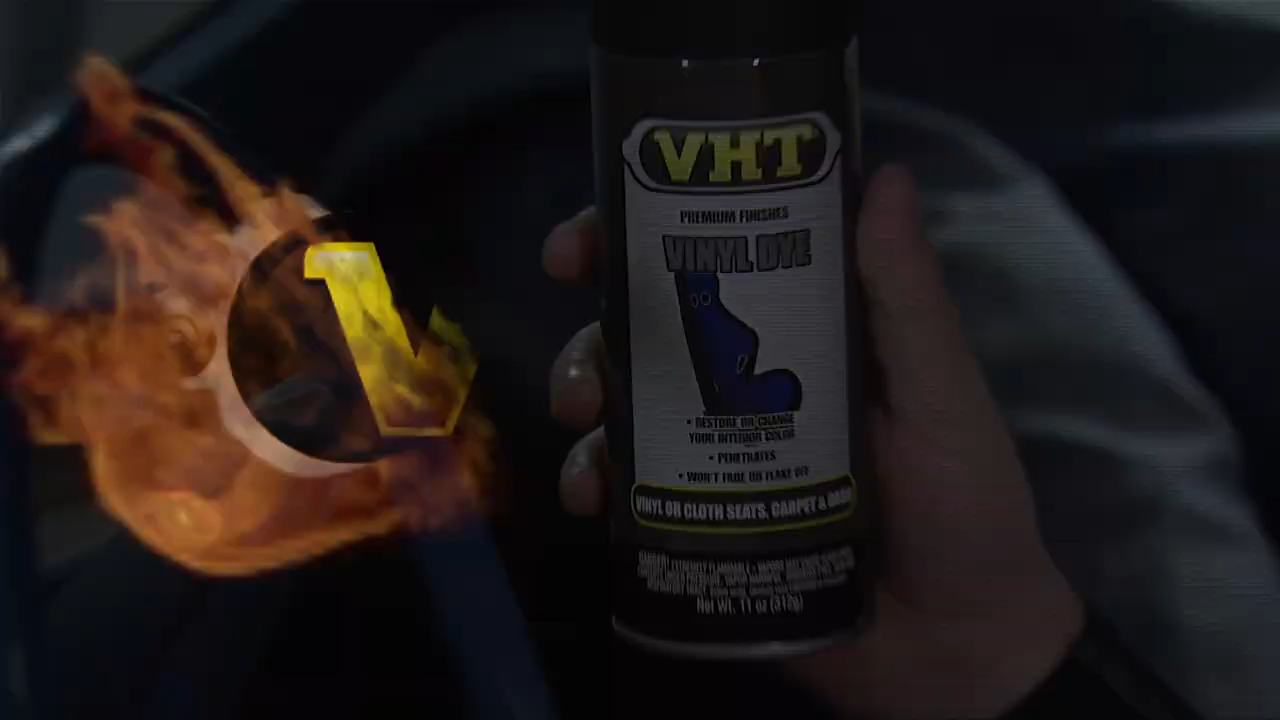 VHT
PREMIUM FINISHES
VINYL DYE
• RESTORE OR CHANGE
YOUR INTERIOR COLOR
• PENETRATES
• WON'T FADE OR FLAKE OFF
VINYL OR CLOTH SEATS, CARPET & DASH
Net Wt. 11 oz (312g)
V